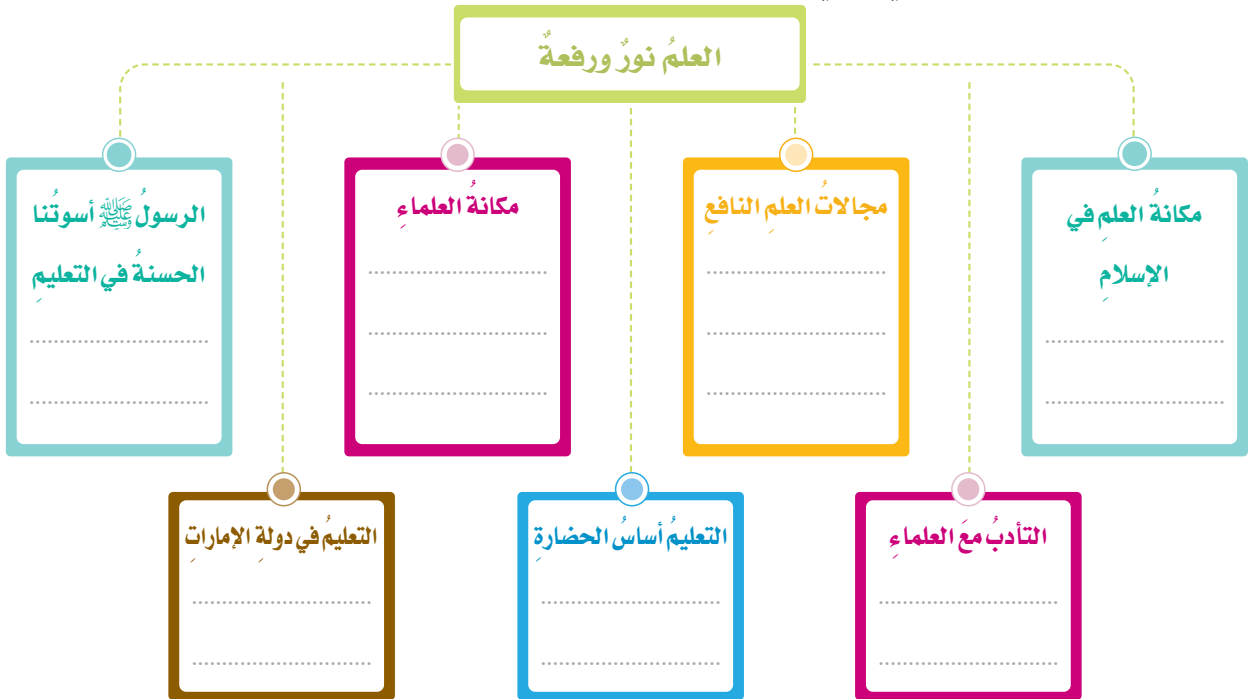 العلمُ نورٌ ورفعةٌ
مكانةُ العلمِ في
الإسلامِ
................................................
................................................
مجالاتُ العلمِ النافعِ
................................................
................................................
................................................
مكانةُ العلماءِ
................................................
................................................
................................................
الرسولُ ﷺ أسوتُنا
الحسنةُ في التعليمِ
................................................
................................................
التأدبُ معَ العلماءِ
................................................
................................................
التعليمُ أساسُ الحضارةِ
................................................
................................................
التعليمُ في دولةِ الإماراتِ
................................................
................................................